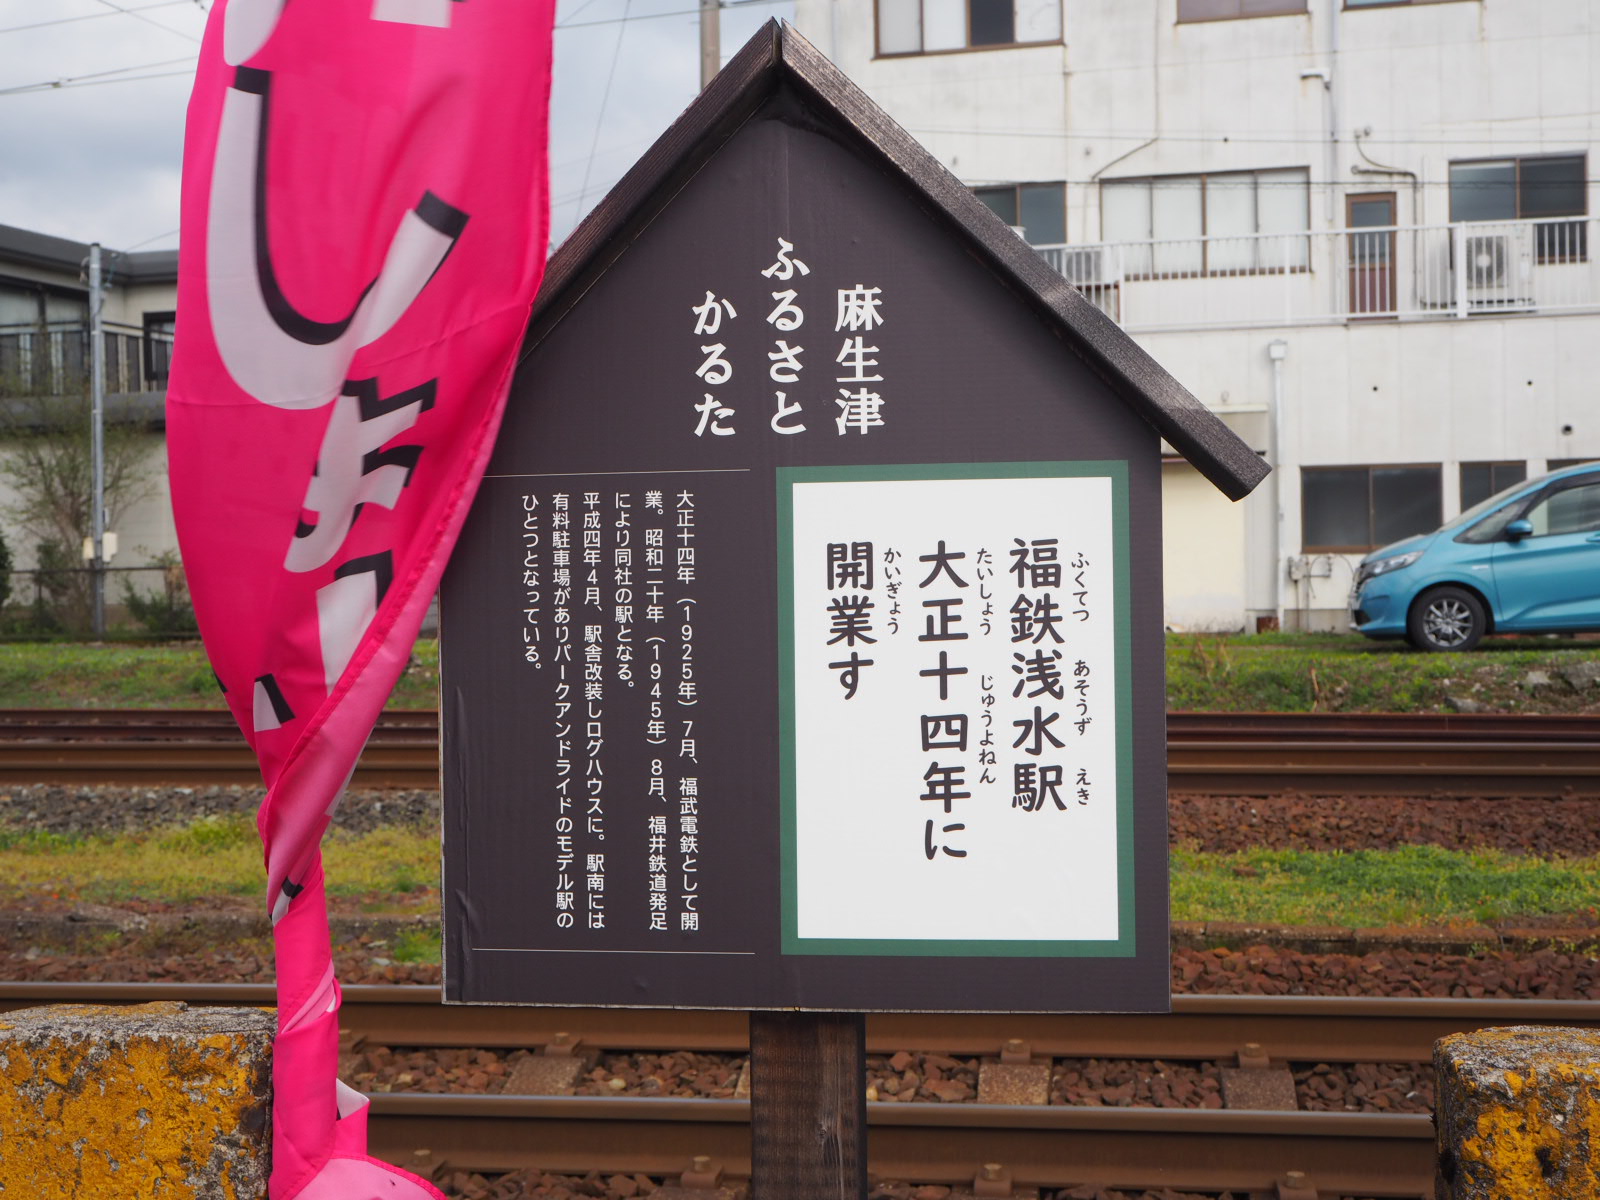 麻生津
ふるさと
かるた
福鉄浅水駅
ふくてつ あそうず えき
大正十四年に
たいしょう じゅうよねん
開業す
かいぎょう
大正十四年（1925年）7月、福武電鉄として開
業。昭和二十年（1945年）8月、福井鉄道発足
により同社の駅となる。
平成四年4月、駅舎改装しログハウスに。駅南には
有料駐車場がありパークアンドライドのモデル駅の
ひとつとなっている。